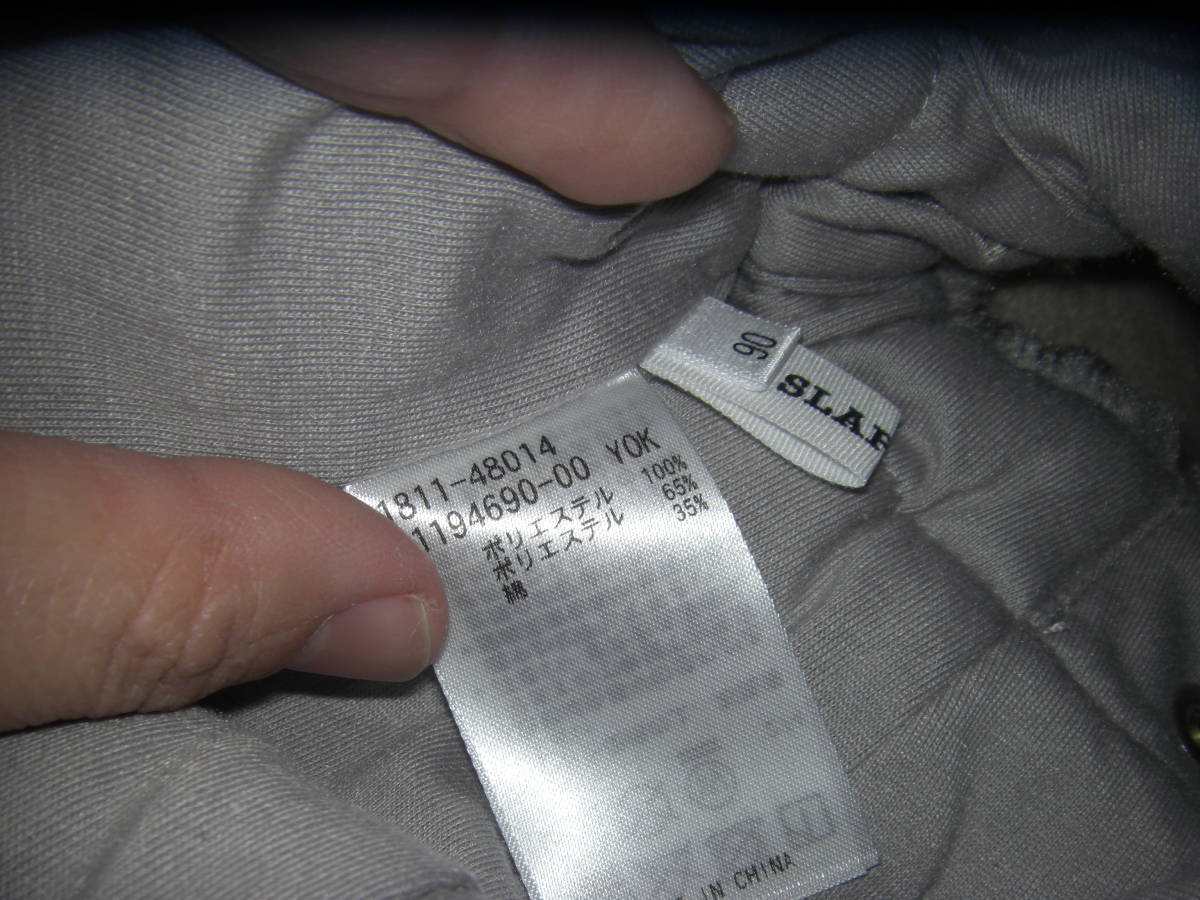 90
SLAP
1811-48014
1194690-00 YOK
ポリエステル 100%
ポリエステル 65%
綿 35%
IN CHINA